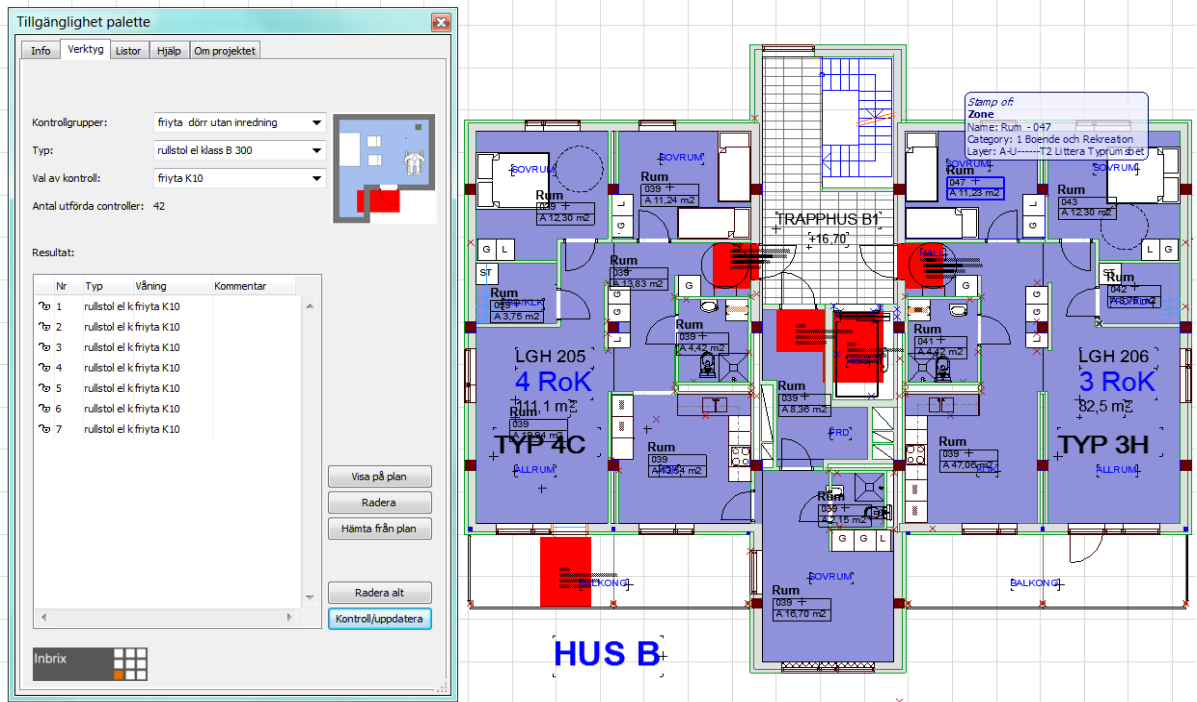 Tillgänglighet palette
Info
Verktyg
Listor
Hjälp
Om projektet
Kontrollgrupper:
friyta dörr utan inredning
Typ:
rullstol el klass B 300
Val av kontroll:
friyta K10
Antal utförda controller: 42
Resultat:
Nr Typ Våning Kommentar
1 rullstol el k friyta K10
2 rullstol el k friyta K10
3 rullstol el k friyta K10
4 rullstol el k friyta K10
5 rullstol el k friyta K10
6 rullstol el k friyta K10
7 rullstol el k friyta K10
Visa på plan
Radera
Hämta från plan
Radera alt
Kontroll/uppdatera
Inbrix
Stamp of:
Zone
Name: Rum - 047
Category: 1 Boende och Rekreation
SOVRUM
Rum
039
A 12,30 m2
SOVRUM
Rum
039
A 11,24 m2
TRAPPHUS B1
+16,70
SOVRUM
Rum
047
A 11,23 m2
SOVRUM
Rum
043
A 12,30 m2
L
G
G L
L
G
L G
ST
Rum
039
A 13,83 m2
G
G
Rum
A 3,75 m2
G
G
L
Rum
039
A 4,42 m2
Rum
041
A 4,42 m2
G
G
L
ST
Rum
042
LGH 205
4 RoK
111,1 m2
Rum
039
TYP 4C
ALLRUM
Rum
039
Rum
039
A 8,36 m2
FRD
Rum
039
LGH 206
3 RoK
82,5 m2
TYP 3H
ALLRUM
Rum
039
A 2,15 m2
G G L
SOVRUM
Rum
039
A 16,70 m2
BALKONG
BALKONG
HUS B